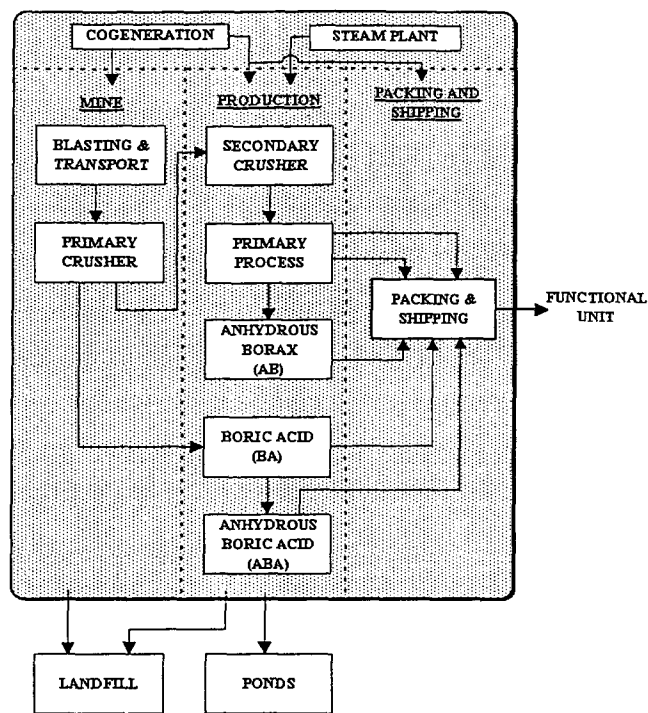 COGENERATION
STEAM PLANT
MINE
PRODUCTION
PACKING AND
SHIPPING
BLASTING &
TRANSPORT
SECONDARY
CRUSHER
PRIMARY
CRUSHER
PRIMARY
PROCESS
PACKING &
SHIPPING
FUNCTIONAL
UNIT
ANHYDROUS
BORAX
(AB)
BORIC ACID
(BA)
ANHYDROUS
BORIC ACID
(ABA)
LANDFILL
PONDS